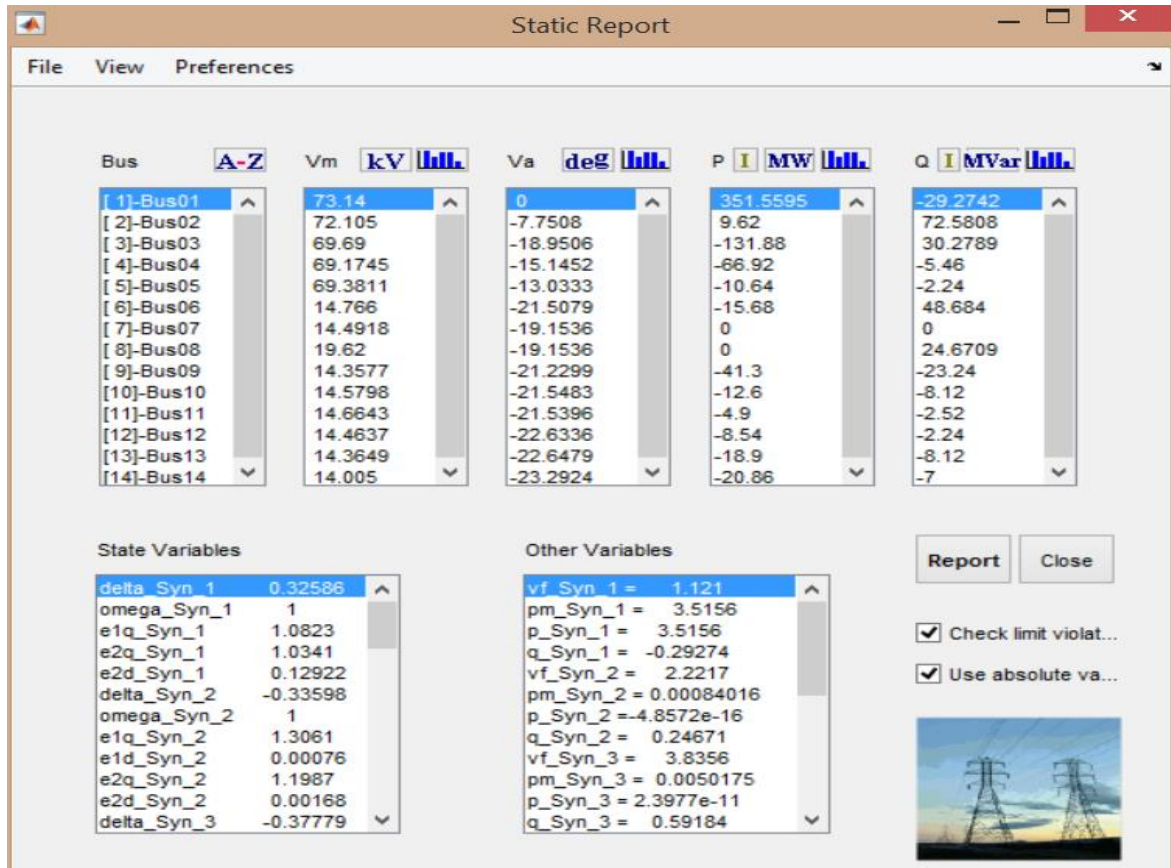 Static Report
File View Preferences
Bus A-Z Vm kV Va deg P I MW Q I MVar
[ 1]-Bus01 73.14 0 351.5595 -29.2742
[ 2]-Bus02 72.105 -7.7508 9.62 72.5808
[ 3]-Bus03 69.69 -18.9506 -131.88 30.2789
[ 4]-Bus04 69.1745 -15.1452 -66.92 -5.46
[ 5]-Bus05 69.3811 -13.0333 -10.64 -2.24
[ 6]-Bus06 14.766 -21.5079 -15.68 48.684
[ 7]-Bus07 14.4918 -19.1536 0 0
[ 8]-Bus08 19.62 -19.1536 0 24.6709
[ 9]-Bus09 14.3577 -21.2299 -41.3 -23.24
[10]-Bus10 14.5798 -21.5483 -12.6 -8.12
[11]-Bus11 14.6643 -21.5396 -4.9 -2.52
[12]-Bus12 14.4637 -22.6336 -8.54 -2.24
[13]-Bus13 14.3649 -22.6479 -18.9 -8.12
[14]-Bus14 14.005 -23.2924 -20.86 -7
State Variables
delta_Syn_1 0.32586
omega_Syn_1 1
e1q_Syn_1 1.0823
e2q_Syn_1 1.0341
e2d_Syn_1 0.12922
delta_Syn_2 -0.33598
omega_Syn_2 1
e1q_Syn_2 1.3061
e1d_Syn_2 0.00076
e2q_Syn_2 1.1987
e2d_Syn_2 0.00168
delta_Syn_3 -0.37779
Other Variables
vf_Syn_1 = 1.121
pm_Syn_1 = 3.5156
p_Syn_1 = 3.5156
q_Syn_1 = -0.29274
vf_Syn_2 = 2.2217
pm_Syn_2 = 0.00084016
p_Syn_2 =-4.8572e-16
q_Syn_2 = 0.24671
vf_Syn_3 = 3.8356
pm_Syn_3 = 0.0050175
p_Syn_3 = 2.3977e-11
q_Syn_3 = 0.59184
Report Close
Check limit violat...
Use absolute va...